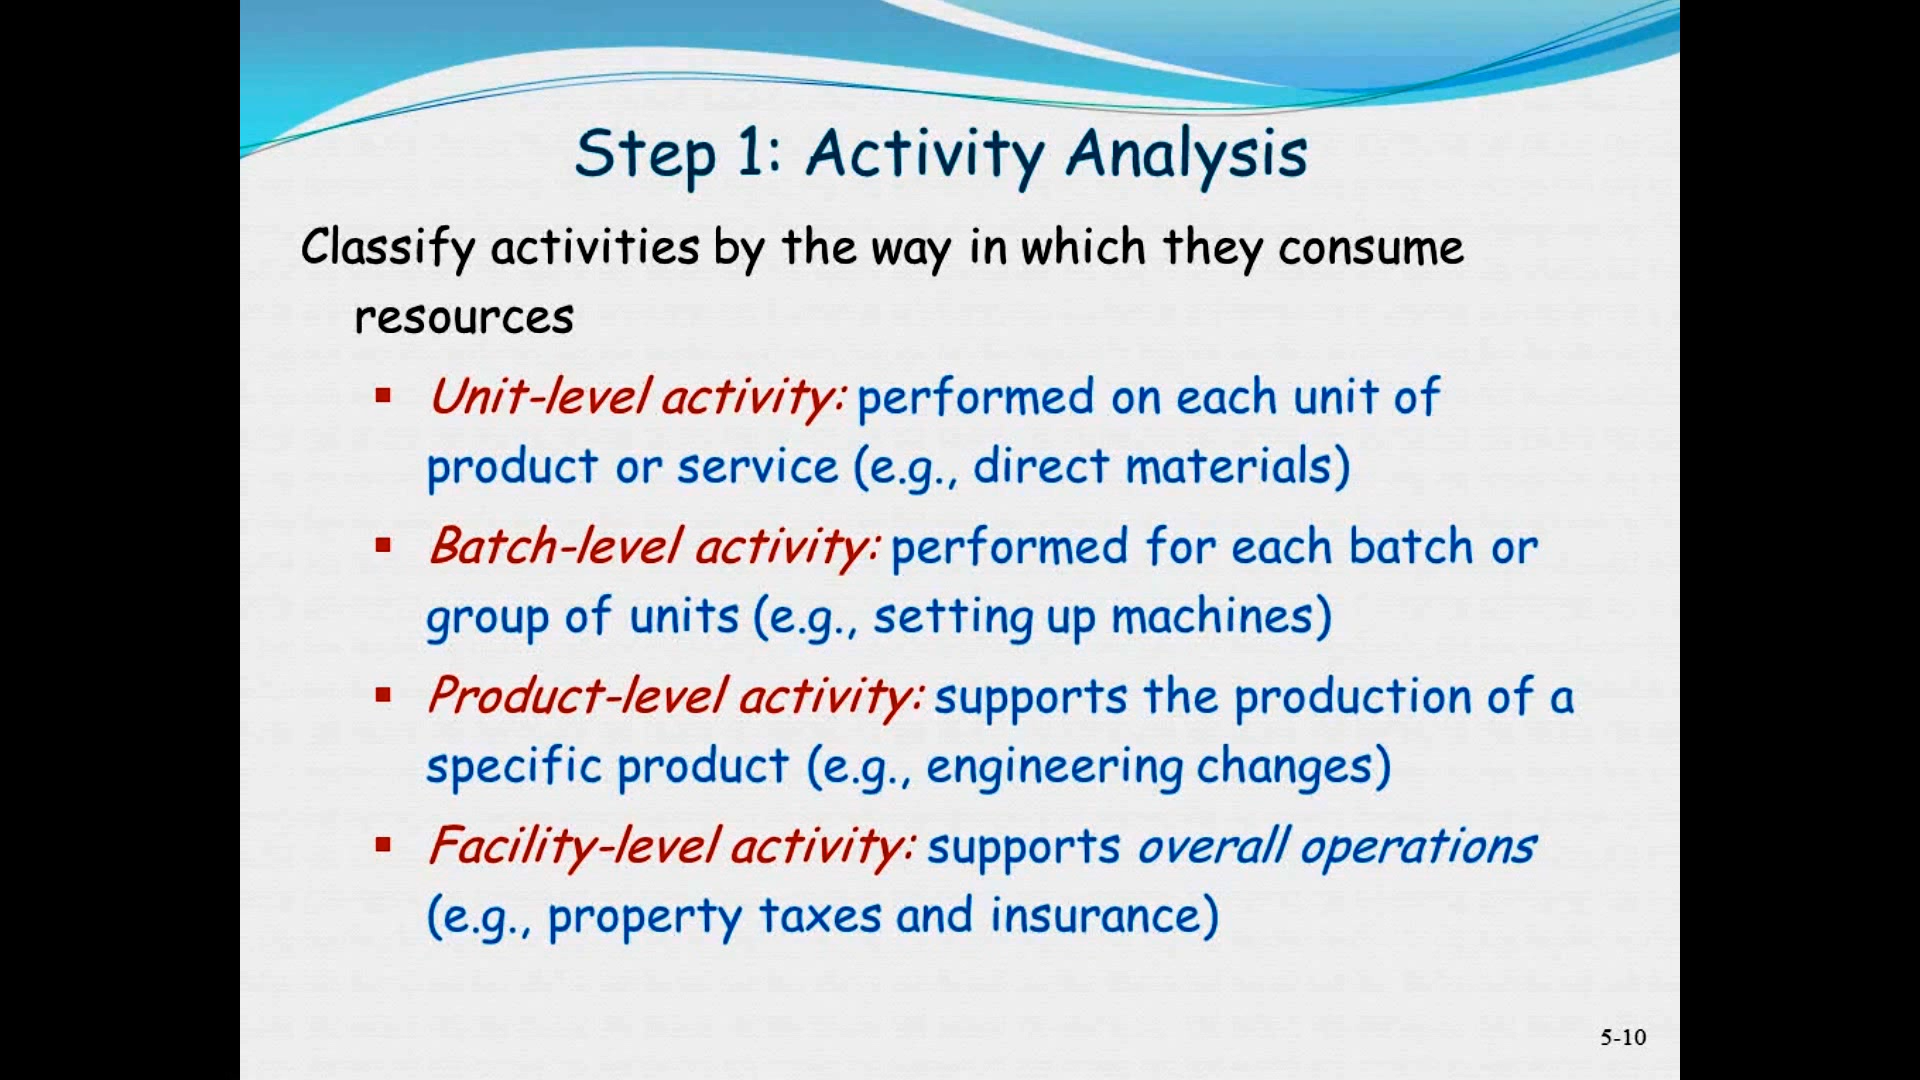 Step 1: Activity Analysis
Classify activities by the way in which they consume
resources
▪ Unit-level activity: performed on each unit of
product or service (e.g., direct materials)
▪ Batch-level activity: performed for each batch or
group of units (e.g., setting up machines)
▪ Product-level activity: supports the production of a
specific product (e.g., engineering changes)
▪ Facility-level activity: supports overall operations
(e.g., property taxes and insurance)
5-10